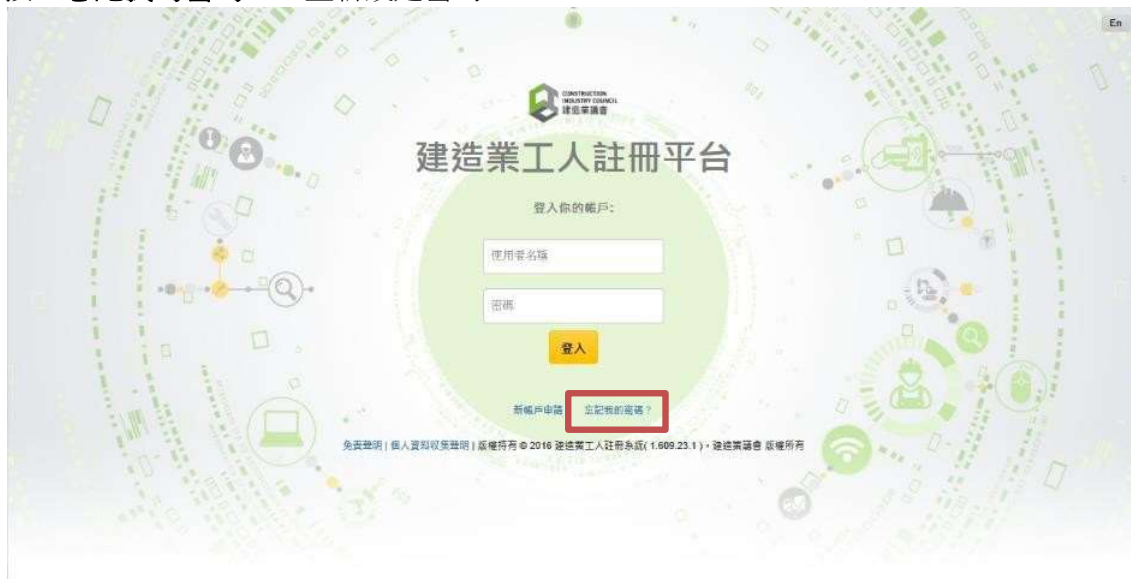 En
CONSTRUCTION
INDUSTRY COUNCIL
建造業議會
建造業工人註冊平台
登入你的帳戶:
使用者名稱
密碼
登入
新帳戶申請 忘記我的密碼?
免責聲明 | 個人資料收集聲明 | 版權持有 © 2016 建造業工人註冊系統( 1.609.23.1 ),建造業議會 版權所有